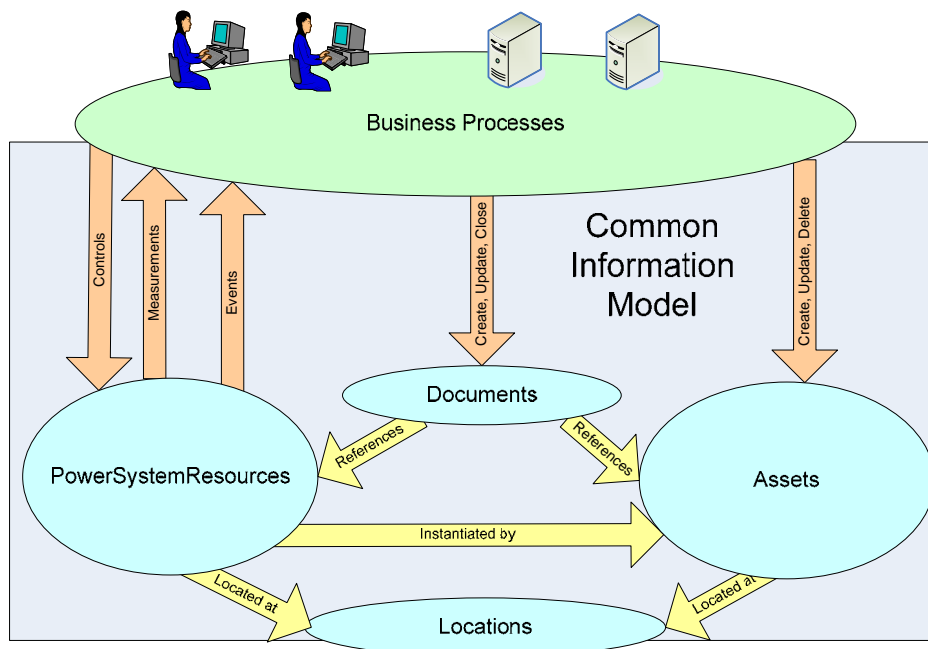 Business Processes
Controls
Measurements
Events
Create, Update, Close
Common
Information
Model
Create, Update, Delete
Documents
References
References
PowerSystemResources
Assets
Instantiated by
Located at
Located at
Locations